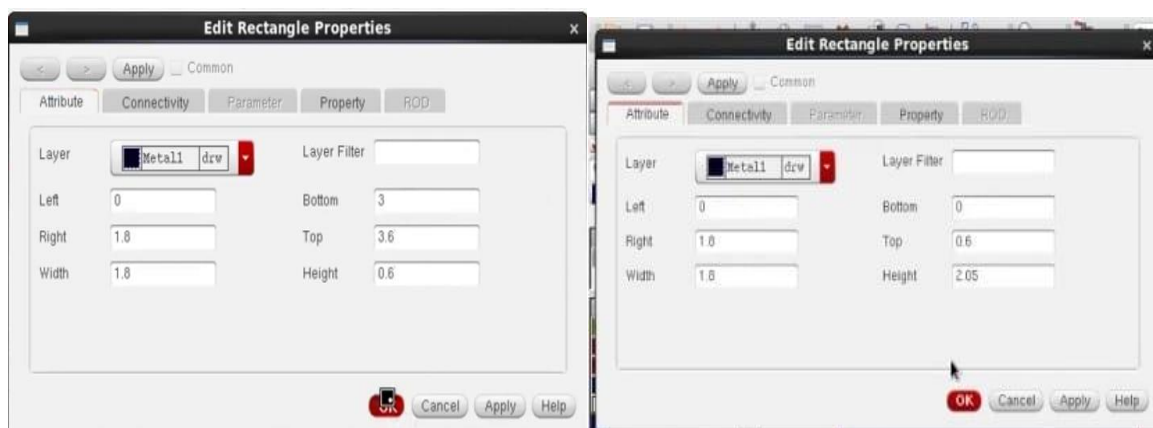 Edit Rectangle Properties x
< > Apply Common
Attribute Connectivity Parameter Property ROD
Layer Metal1 drw Layer Filter
Left 0 Bottom 3
Right 1.8 Top 3.6
Width 1.8 Height 0.6
OK Cancel Apply Help
Edit Rectangle Properties x
< > Apply Common
Attribute Connectivity Parameter Property ROD
Layer Metal1 drw Layer Filter
Left 0 Bottom 0
Right 1.8 Top 0.6
Width 1.8 Height 2.05
OK Cancel Apply Help